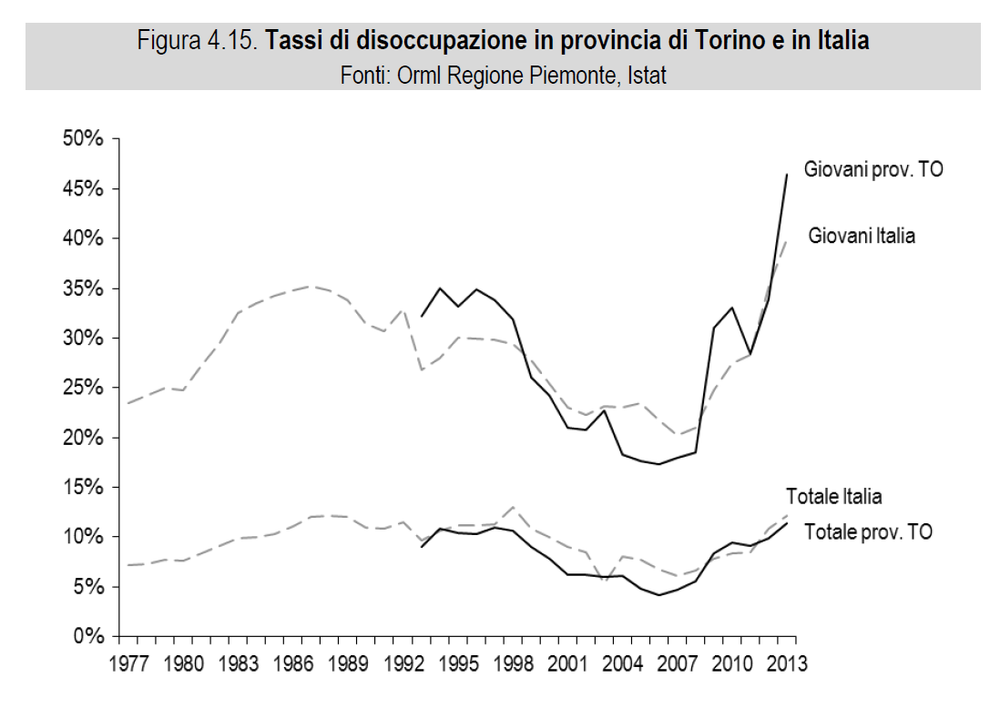 Figura 4.15. Tassi di disoccupazione in provincia di Torino e in Italia
Fonti: Orml Regione Piemonte, Istat
50%
45%
40%
35%
30%
25%
20%
15%
10%
5%
0%
Giovani prov. TO
Giovani Italia
Totale Italia
Totale prov. TO
1977 1980 1983 1986 1989 1992 1995 1998 2001 2004 2007 2010 2013